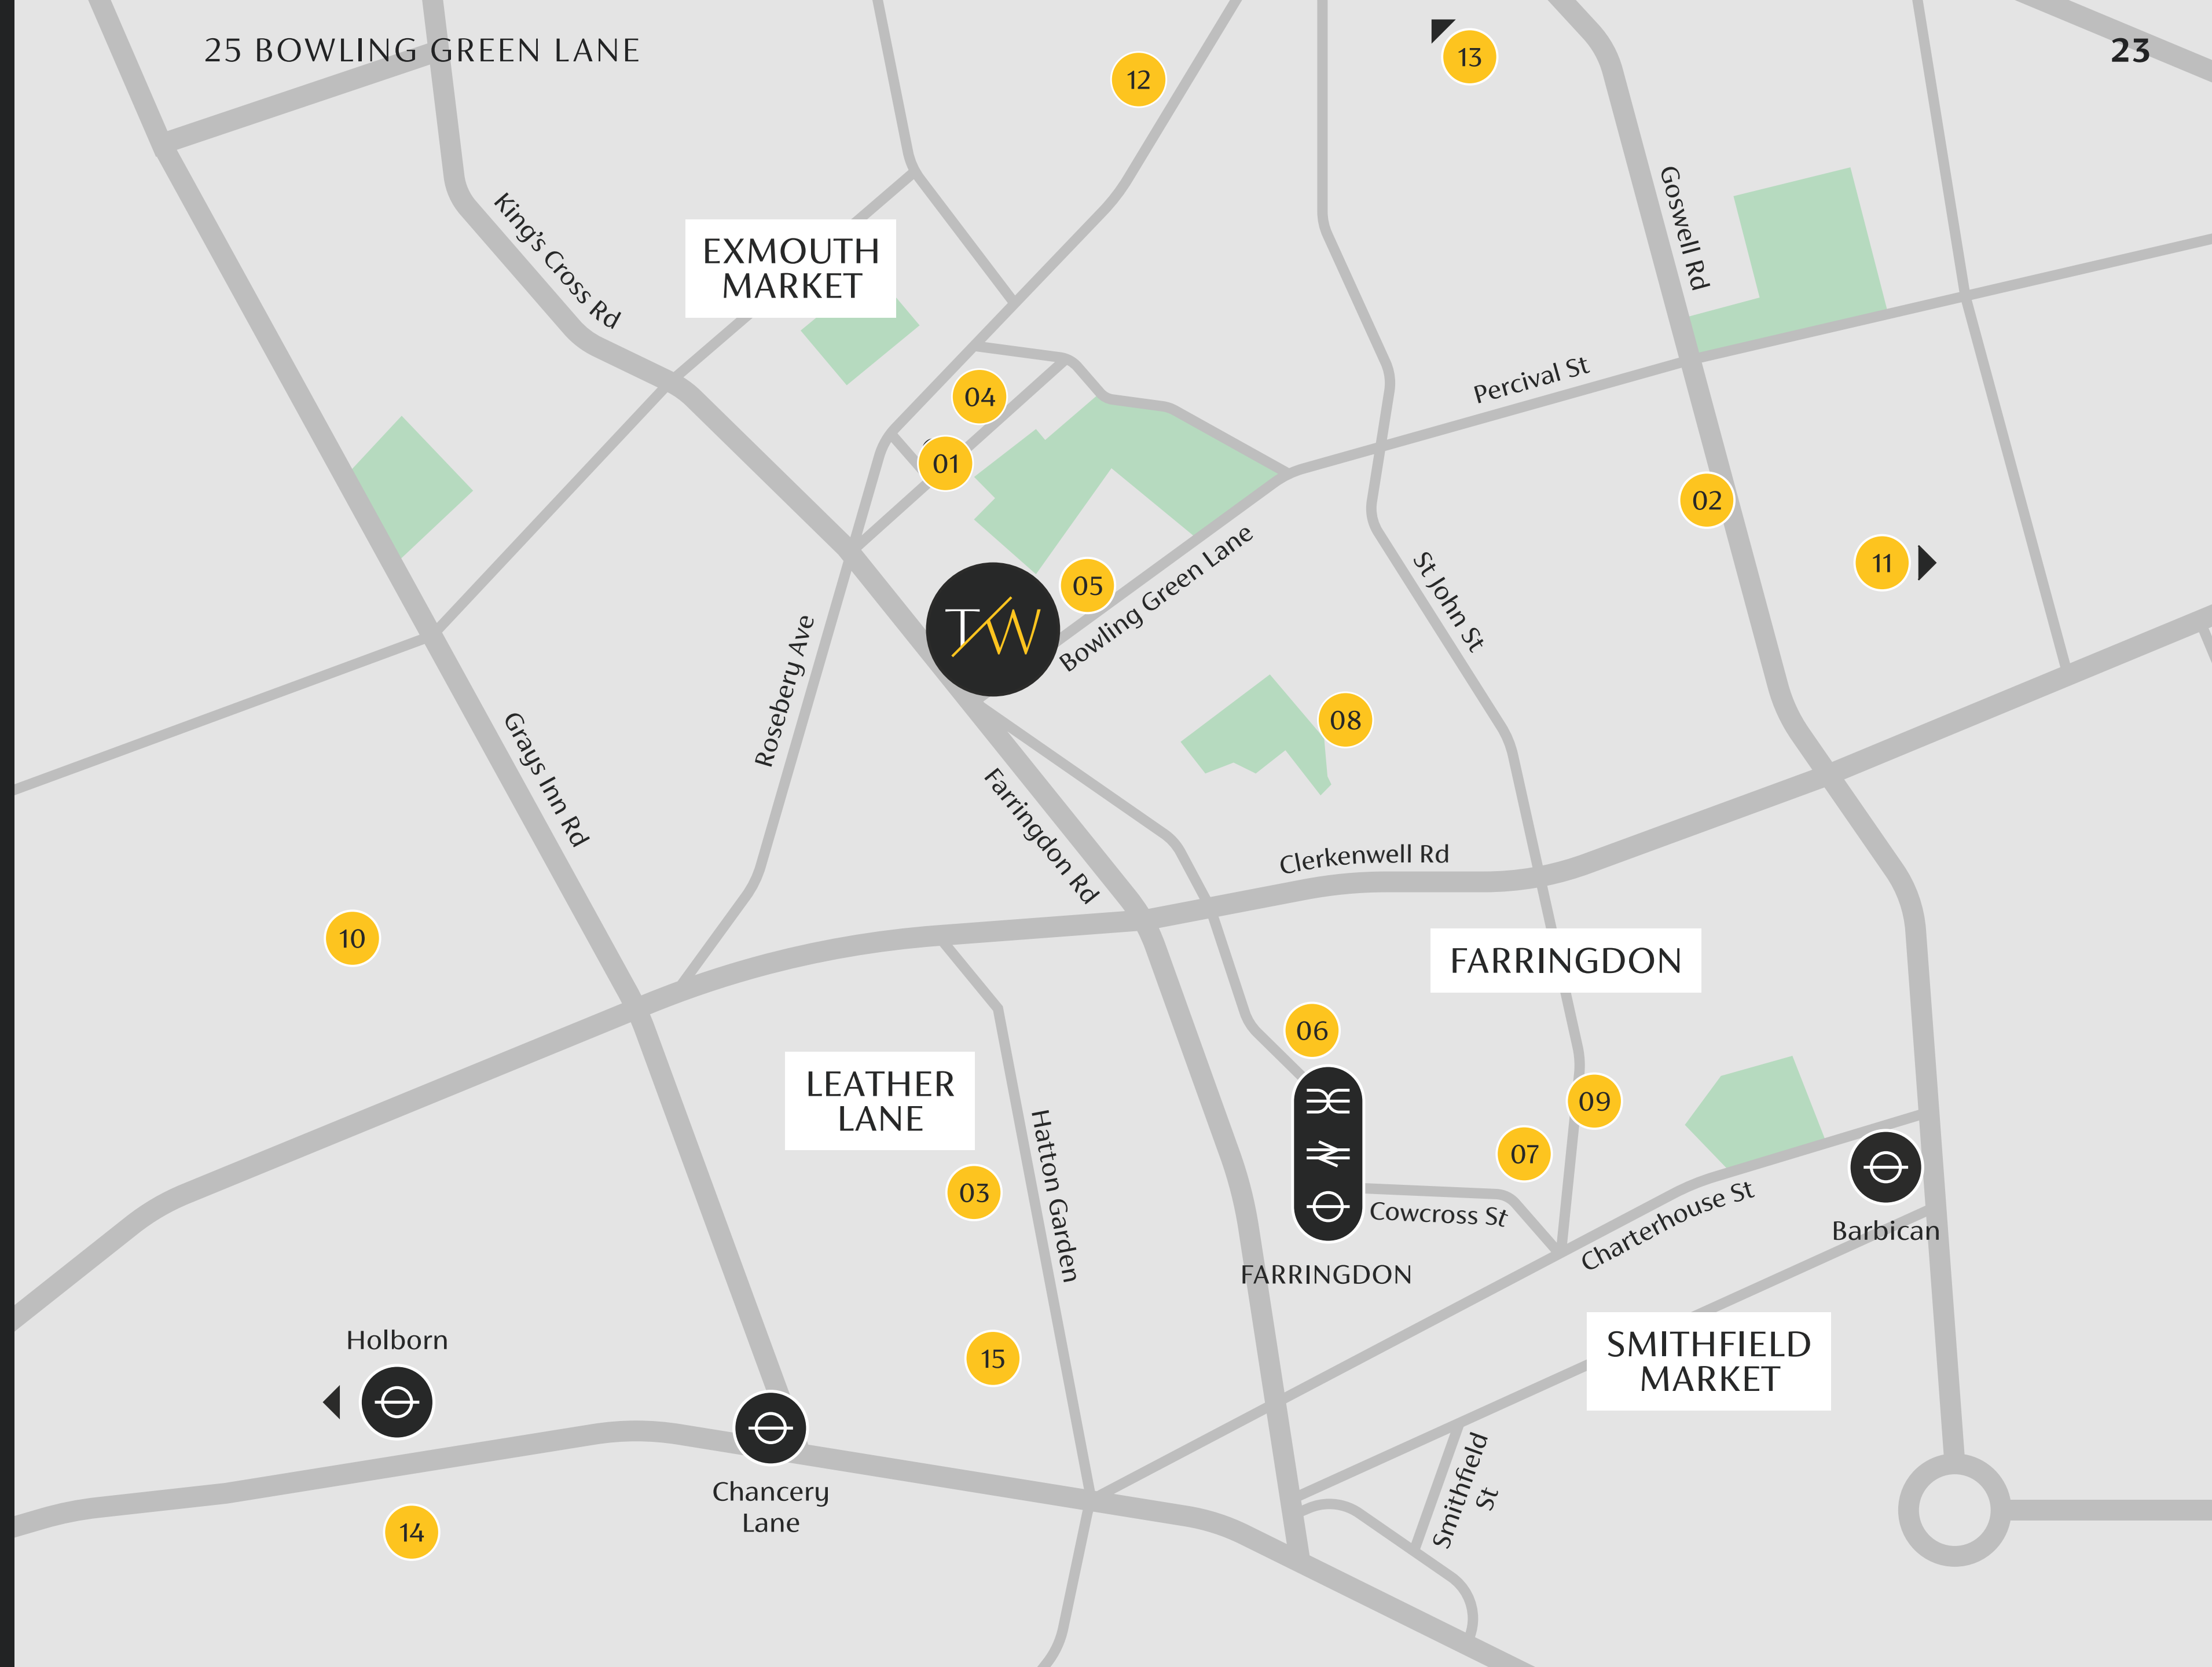 25 BOWLING GREEN LANE
23
13
12
King's Cross Rd
EXMOUTH
MARKET
Goswell Rd
Percival St
04
01
02
11
05
T/W
Bowling Green Lane
St John St
Rosebery Ave
08
Grays Inn Rd
Farringdon Rd
Clerkenwell Rd
10
FARRINGDON
06
LEATHER
LANE
09
07
03
Hatton Garden
Cowcross St
Charterhouse St
Barbican
FARRINGDON
Holborn
15
SMITHFIELD
MARKET
Chancery
Lane
Smithfield
St
14